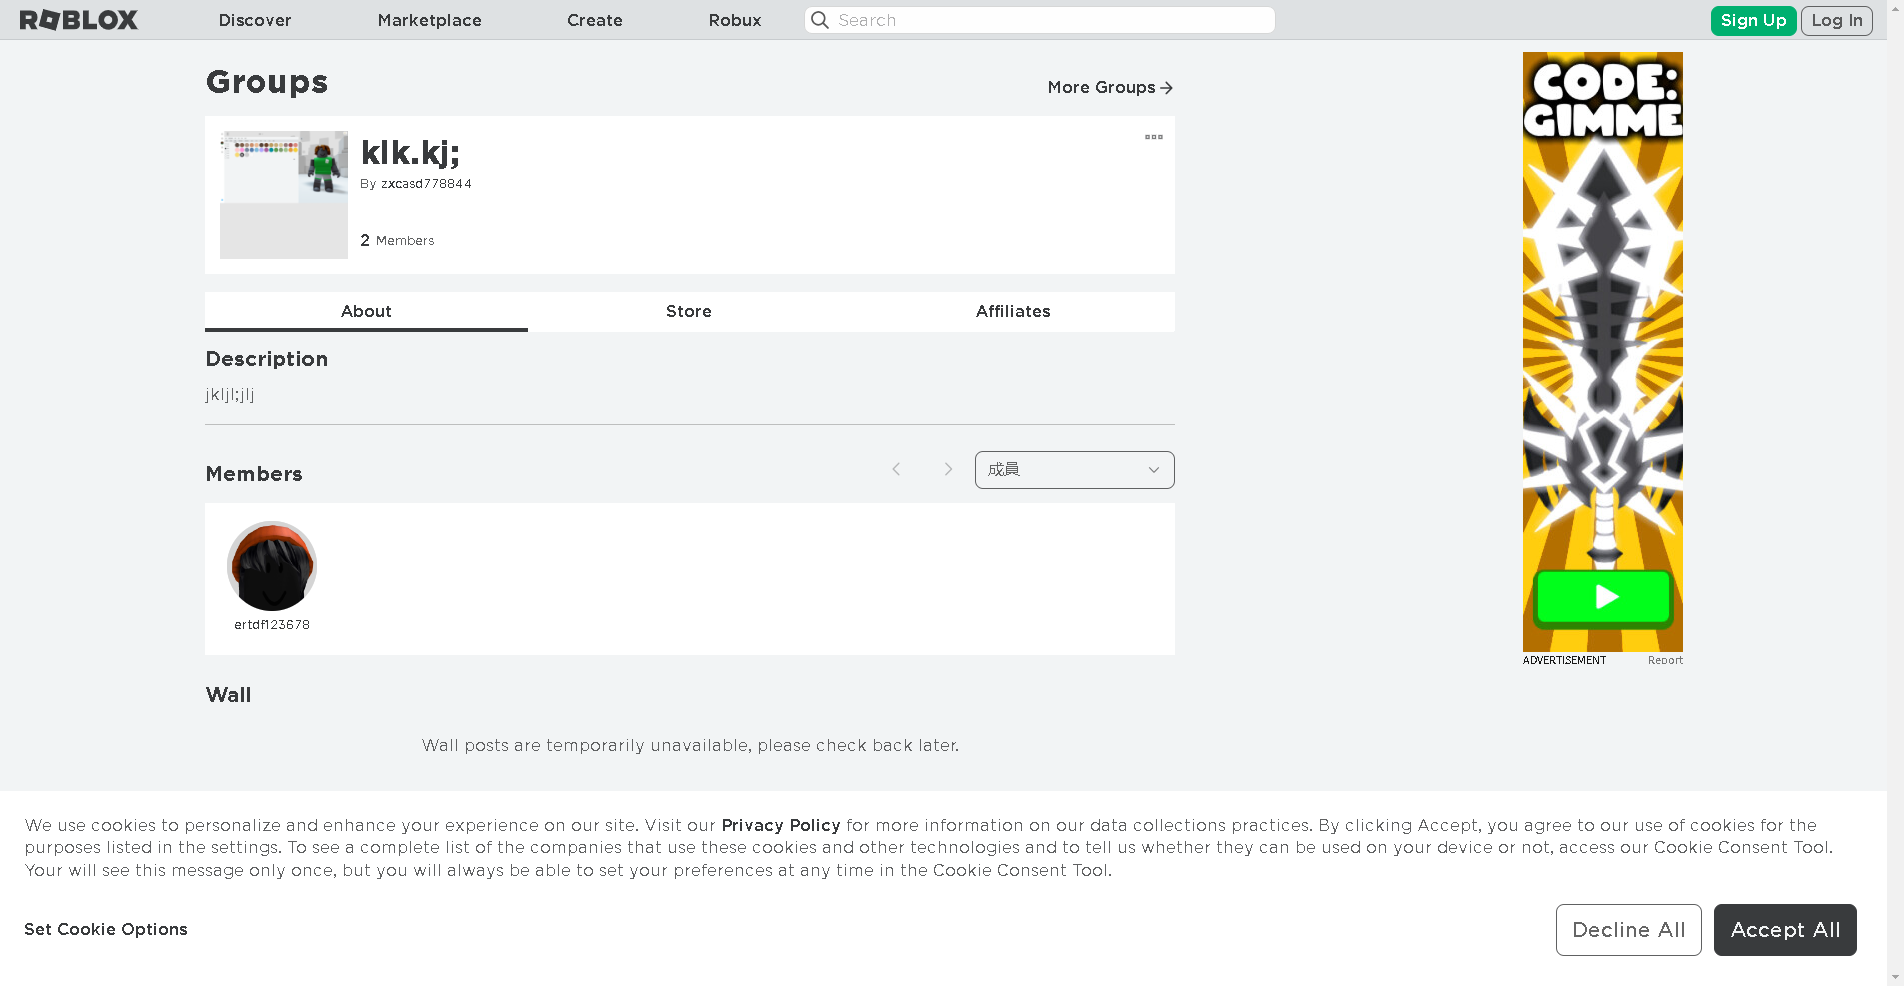 ROBLOX
Discover
Marketplace
Create
Robux
Search
Sign Up
Log In
Groups
More Groups
klk.kj;
By zxcasd778844
2 Members
About
Store
Affiliates
Description
jkljl;jlj
Members
成員
ertdf123678
Wall
Wall posts are temporarily unavailable, please check back later.
CODE:
GIMME
ADVERTISEMENT
Report
We use cookies to personalize and enhance your experience on our site. Visit our Privacy Policy for more information on our data collections practices. By clicking Accept, you agree to our use of cookies for the
purposes listed in the settings. To see a complete list of the companies that use these cookies and other technologies and to tell us whether they can be used on your device or not, access our Cookie Consent Tool.
Your will see this message only once, but you will always be able to set your preferences at any time in the Cookie Consent Tool.
Set Cookie Options
Decline All
Accept All